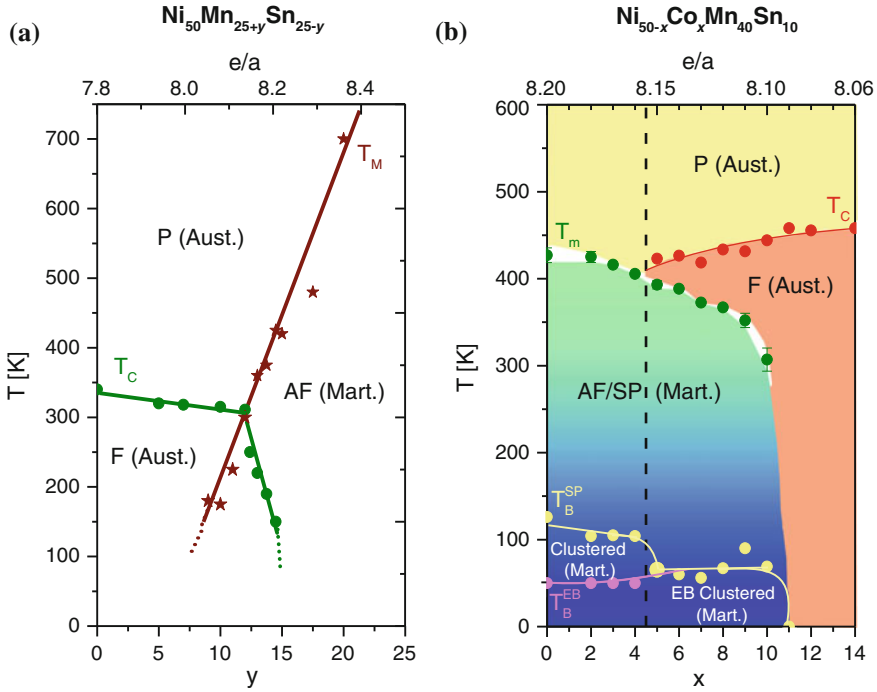 (a)
Ni50Mn25+ySn25-y
e/a
7.8 8.0 8.2 8.4
T [K]
700
600
500
400
300
200
100
0
TM
P (Aust.)
TC
AF (Mart.)
F (Aust.)
0 5 10 15 20 25
y
(b)
Ni50-xCoxMn40Sn10
e/a
8.20 8.15 8.10 8.06
T [K]
600
500
400
300
200
100
0
P (Aust.)
TC
Tm
F (Aust.)
AF/SP (Mart.)
TBSP
Clustered
(Mart.)
TBEB
EB Clustered
(Mart.)
0 2 4 6 8 10 12 14
x